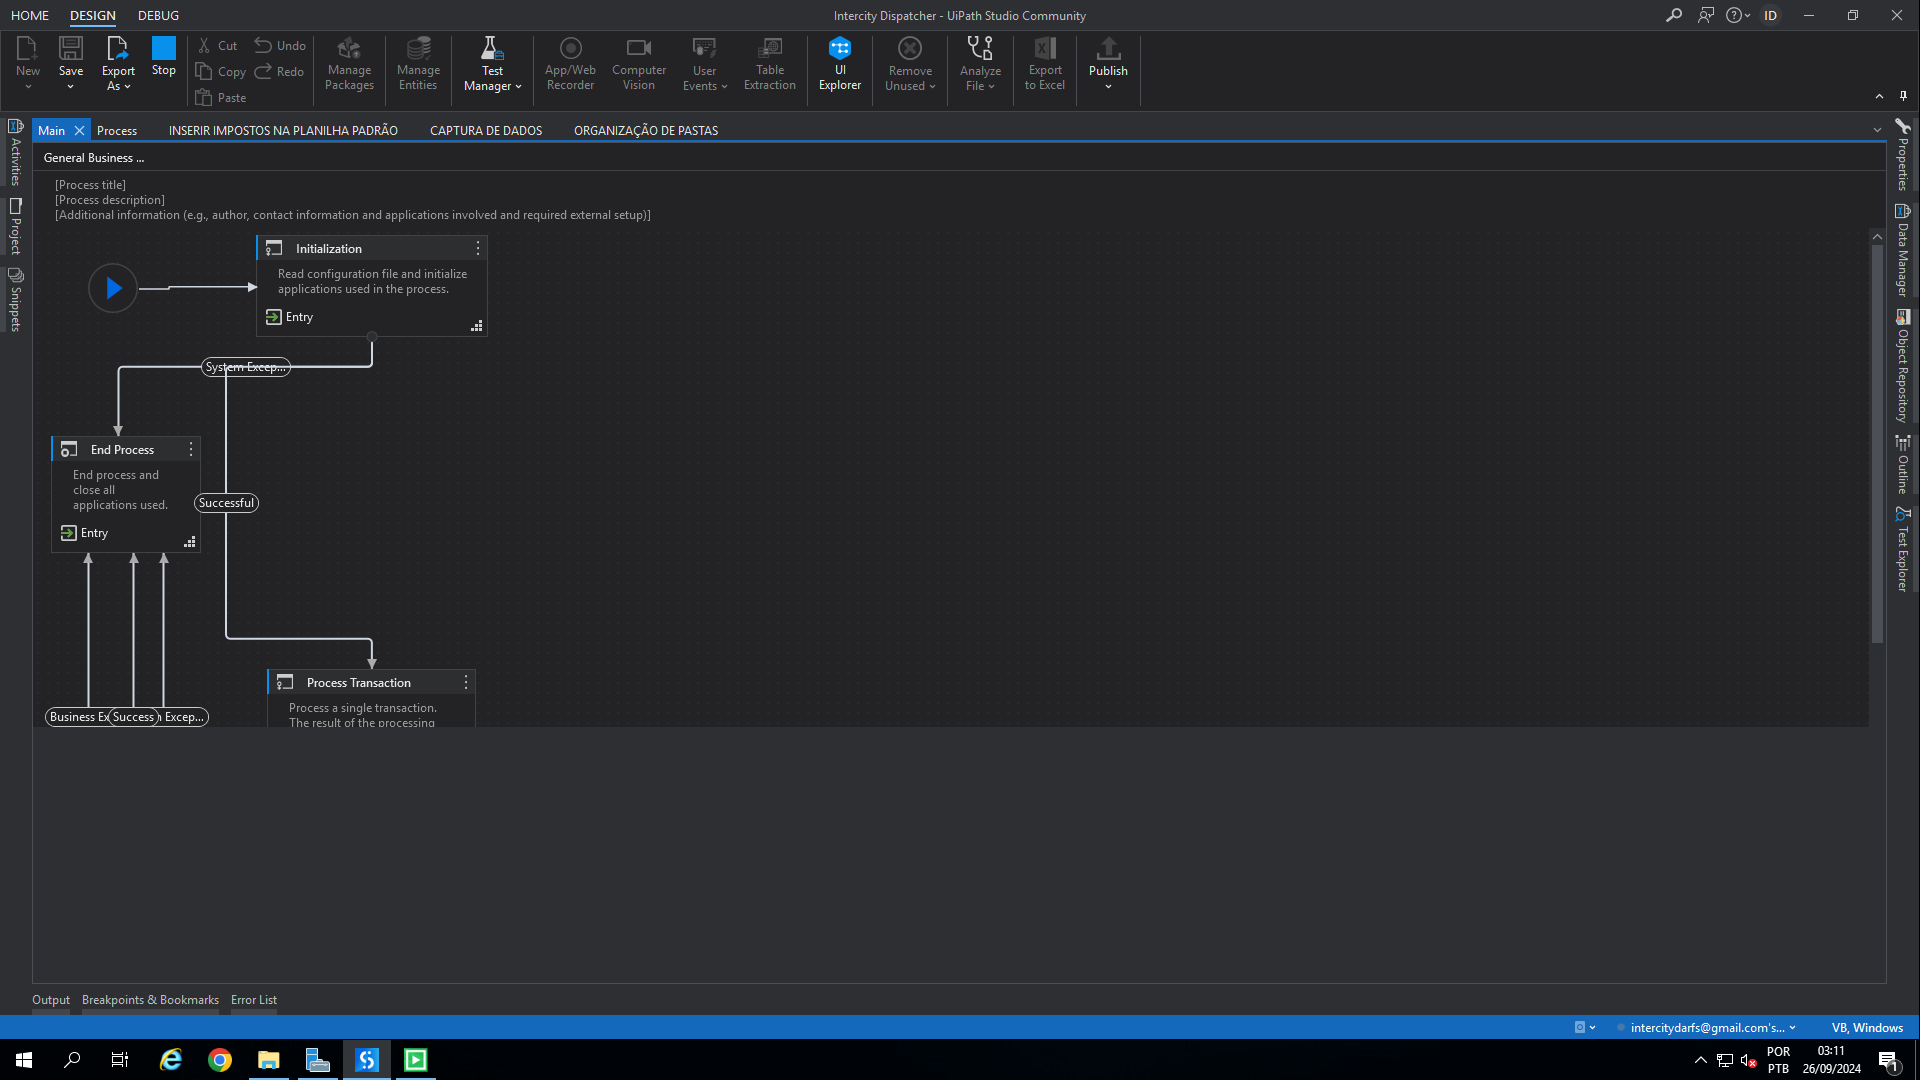 HOME DESIGN DEBUG
Intercity Dispatcher - UiPath Studio Community
ID
New
Save
Export
As
Stop
Cut
Copy
Paste
Undo
Redo
Manage
Packages
Manage
Entities
Test
Manager
App/Web
Recorder
Computer
Vision
User
Events
Table
Extraction
UI
Explorer
Remove
Unused
Analyze
File
Export
to Excel
Publish
Main Process INSERIR IMPOSTOS NA PLANILHA PADRÃO CAPTURA DE DADOS ORGANIZAÇÃO DE PASTAS
Activities
Project
Snippets
General Business ...
[Process title]
[Process description]
[Additional information (e.g., author, contact information and applications involved and required external setup)]
Initialization
Read configuration file and initialize
applications used in the process.
Entry
System Excep...
End Process
End process and
close all
applications used.
Entry
Successful
Process Transaction
Process a single transaction.
The result of the processing
Business Ex
Success
n Excep...
Properties
Data Manager
Object Repository
Outline
Test Explorer
Output Breakpoints & Bookmarks Error List
intercitydarfs@gmail.com's... VB, Windows
POR
PTB
03:11
26/09/2024
1